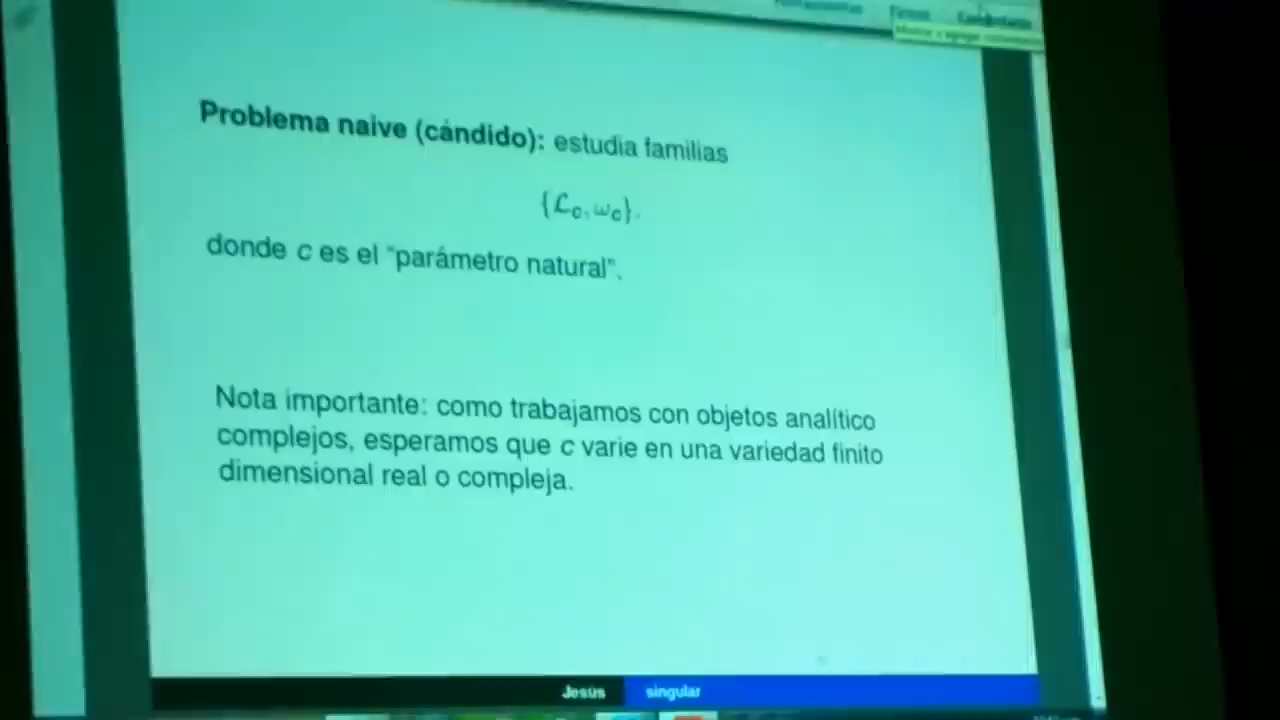 Problema naive (cándido): estudia familias
{ℒc, ωc}.
donde c es el "parámetro natural".
Nota importante: como trabajamos con objetos analítico
complejos, esperamos que c varie en una variedad finito
dimensional real o compleja.
Jesús singular